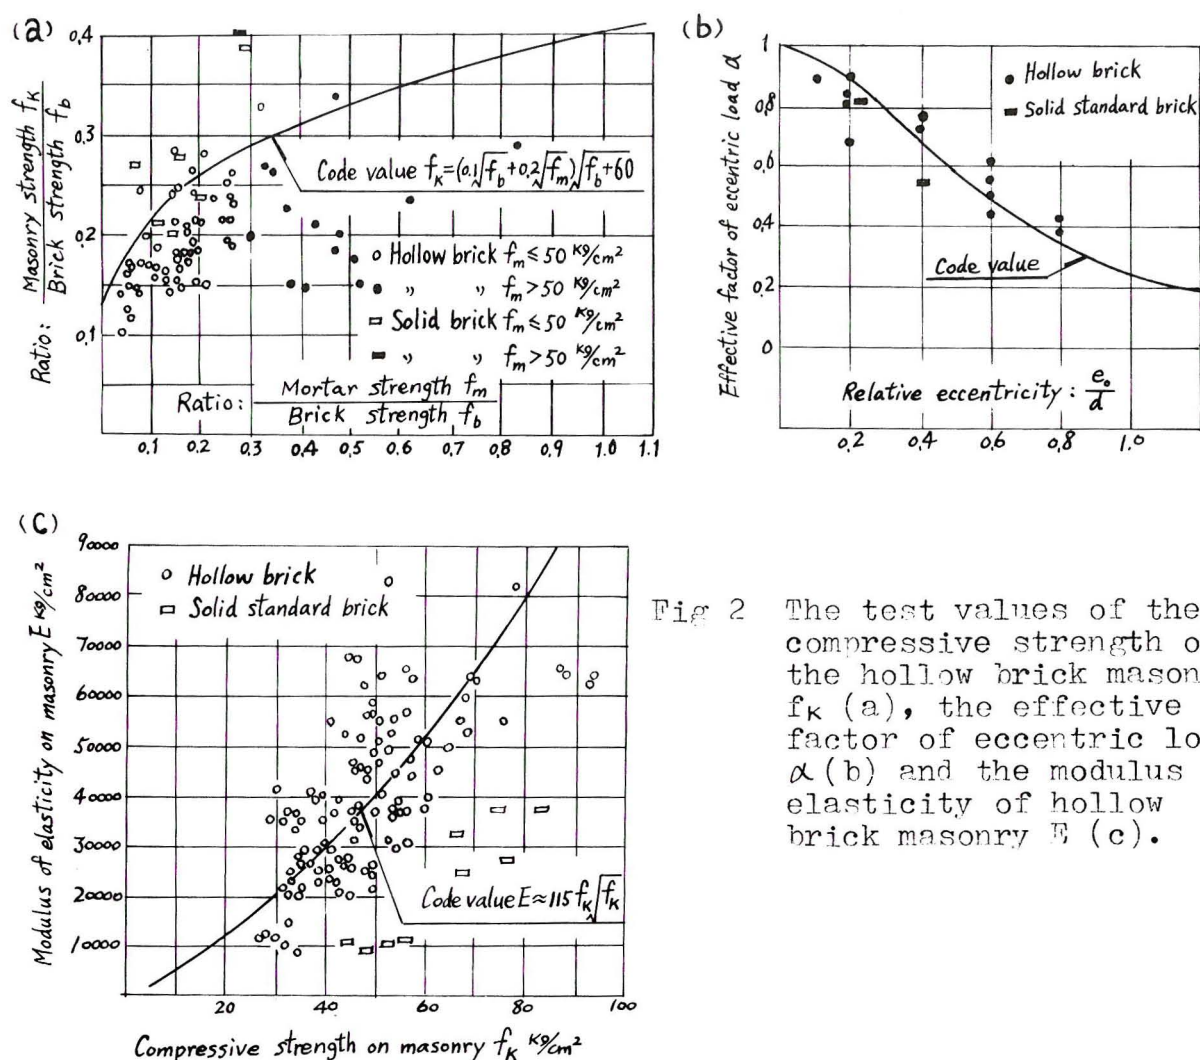 (a)
0,4
0,3
0,2
0,1
Ratio: Masonry strength f_K / Brick strength f_b
Code value f_K=(0.1√f_b+0.2√f_m)√f_b+60
Hollow brick f_m ≤ 50 Kg/cm²
„ „ f_m > 50 Kg/cm²
Solid brick f_m ≤ 50 Kg/cm²
„ „ f_m > 50 Kg/cm²
Ratio: Mortar strength f_m / Brick strength f_b
0.1 0.2 0.3 0.4 0.5 0.6 0.7 0.8 0.9 1.0 1.1
(b)
1
0,8
0,6
0,4
0,2
0
Effective factor of eccentric load α
Hollow brick
Solid standard brick
Code value
Relative eccentricity: e₀/d
0.2 0.4 0.6 0.8 1.0
(c)
90000
80000
70000
60000
50000
40000
30000
20000
10000
Modulus of elasticity on masonry E Kg/cm²
Hollow brick
Solid standard brick
Code value E≈115 f_K√f_K
20 40 60 80 100
Compressive strength on masonry f_K Kg/cm²
Fig 2 The test values of the
compressive strength o
the hollow brick mason
f_K (a), the effective
factor of eccentric lo
α (b) and the modulus
elasticity of hollow
brick masonry E (c).